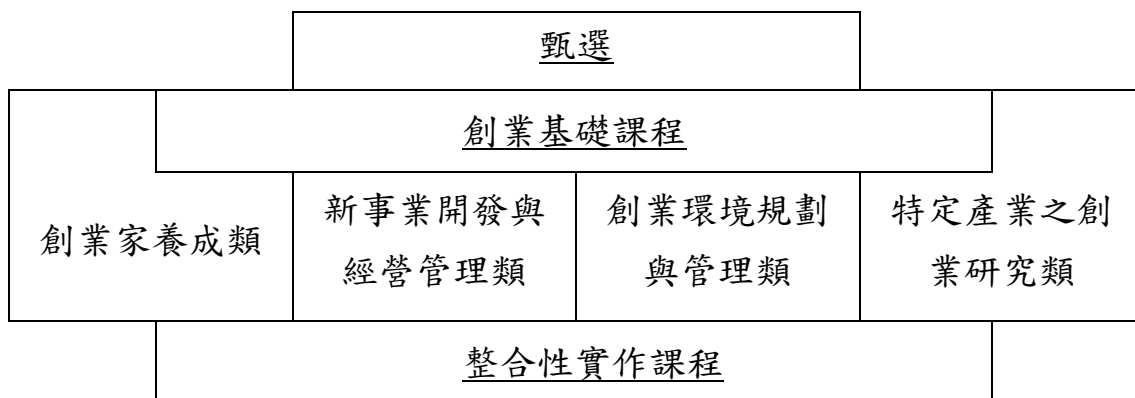 甄選
創業基礎課程
創業家養成類
新事業開發與
經營管理類
創業環境規劃
與管理類
特定產業之創
業研究類
整合性實作課程